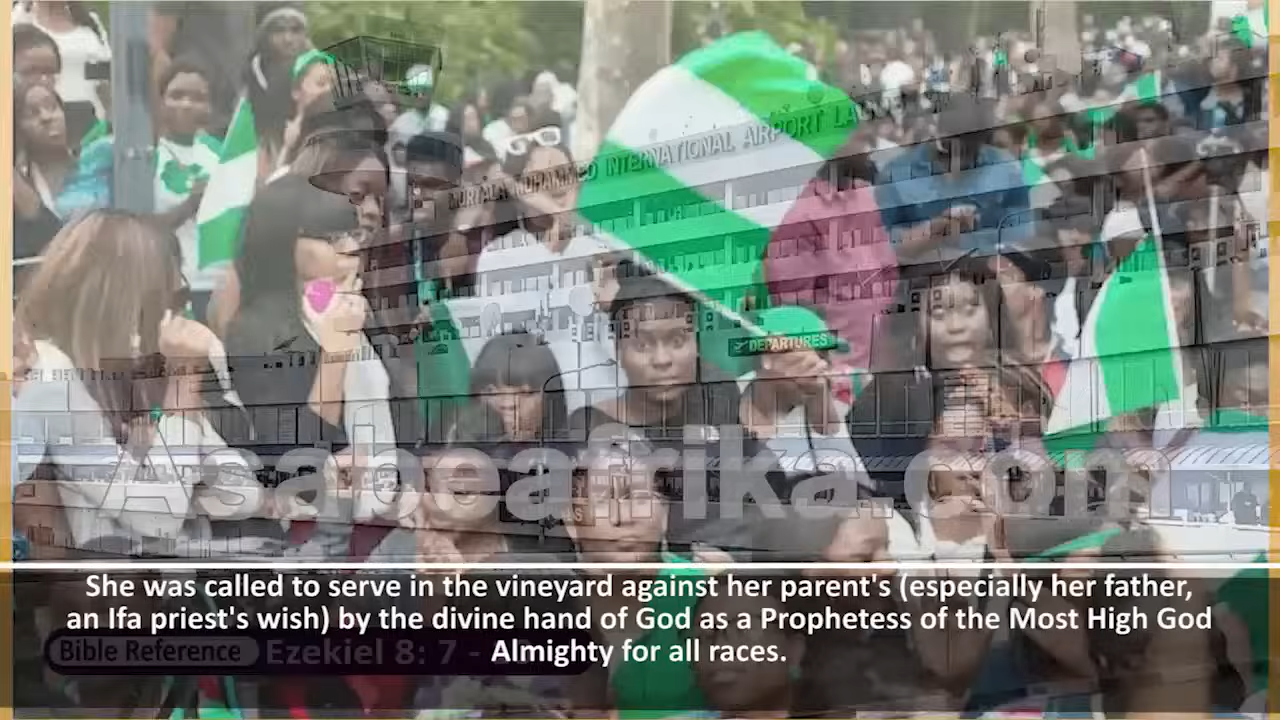 MURTALA MUHAMMED INTERNATIONAL AIRPORT
DEPARTURES
Asabeafrika.com
She was called to serve in the vineyard against her parent's (especially her father,
an Ifa priest's wish) by the divine hand of God as a Prophetess of the Most High God
Almighty for all races.
Bible Reference Ezekiel 8: 7 -